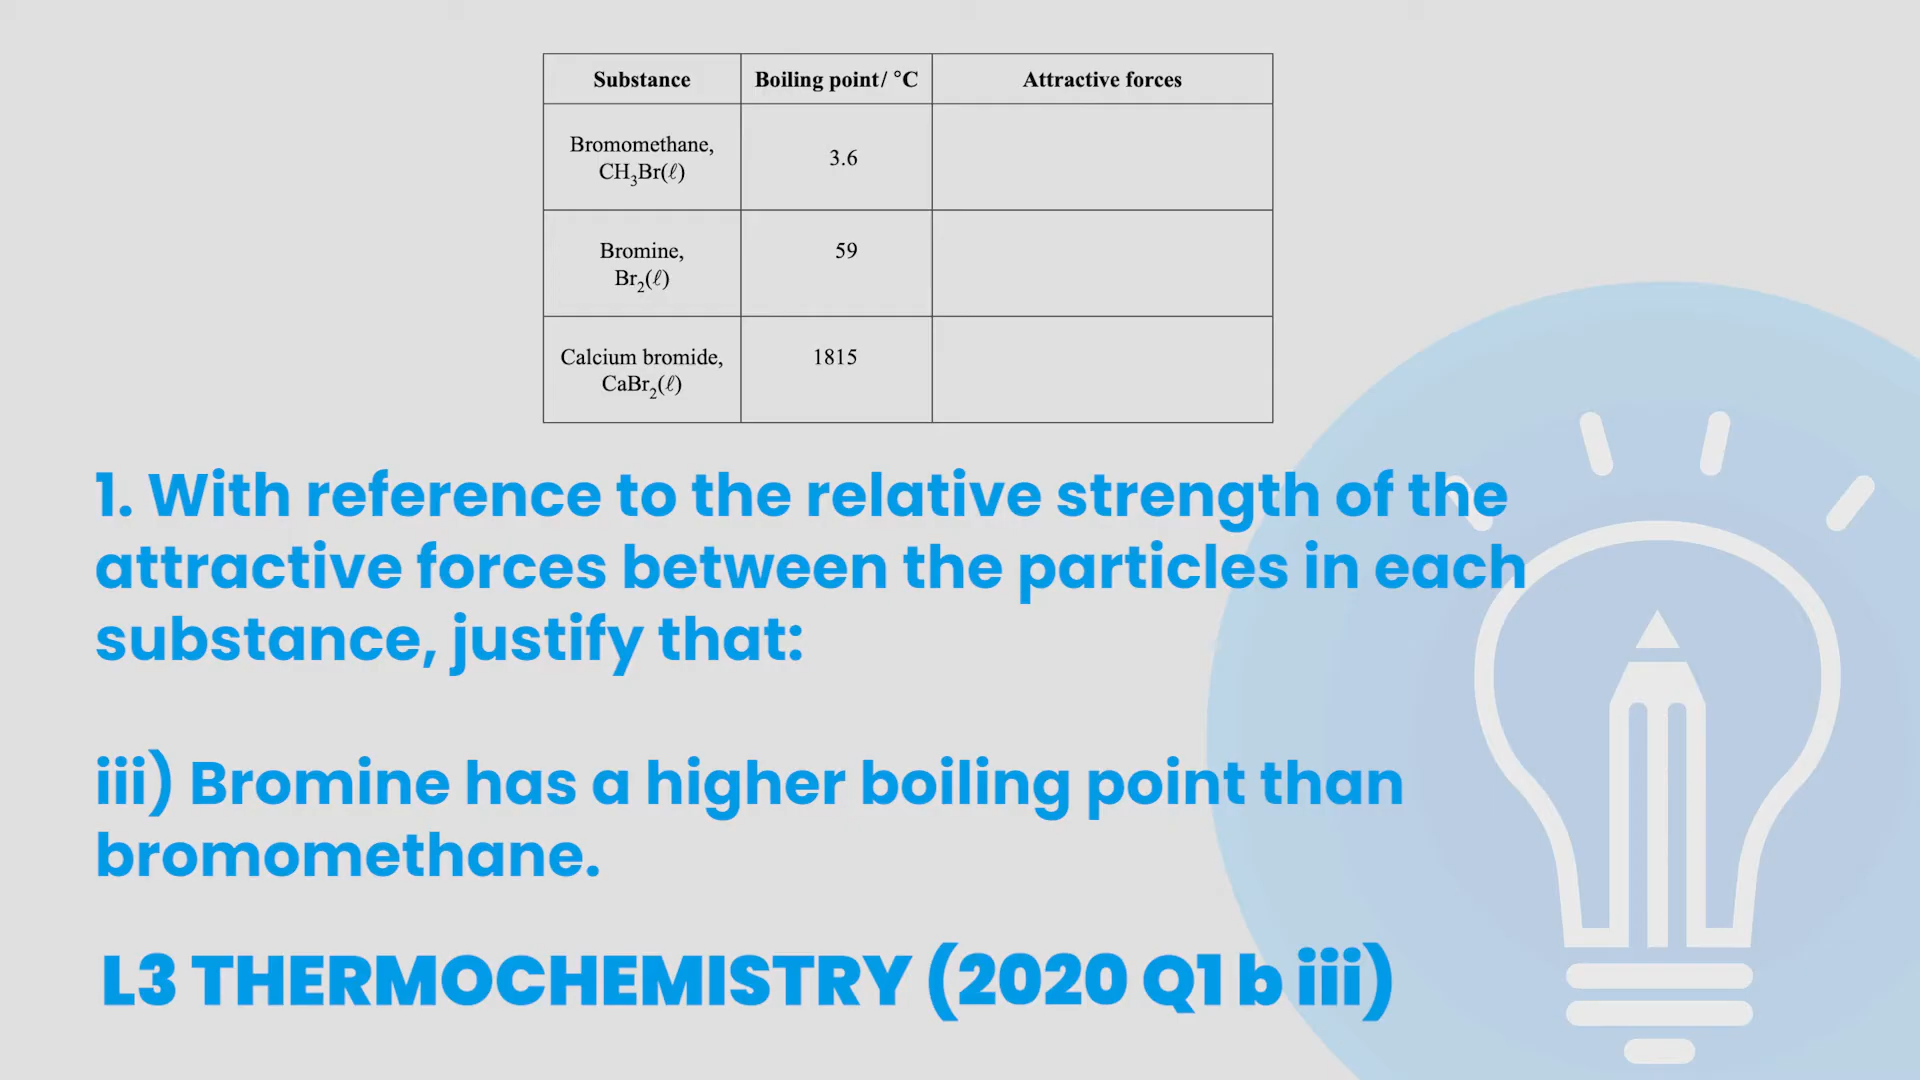 Substance Boiling point / °C Attractive forces
Bromomethane,
CH₃Br(ℓ) 3.6
Bromine,
Br₂(ℓ) 59
Calcium bromide,
CaBr₂(ℓ) 1815
1. With reference to the relative strength of the
attractive forces between the particles in each
substance, justify that:
iii) Bromine has a higher boiling point than
bromomethane.
L3 THERMOCHEMISTRY (2020 Q1 b iii)